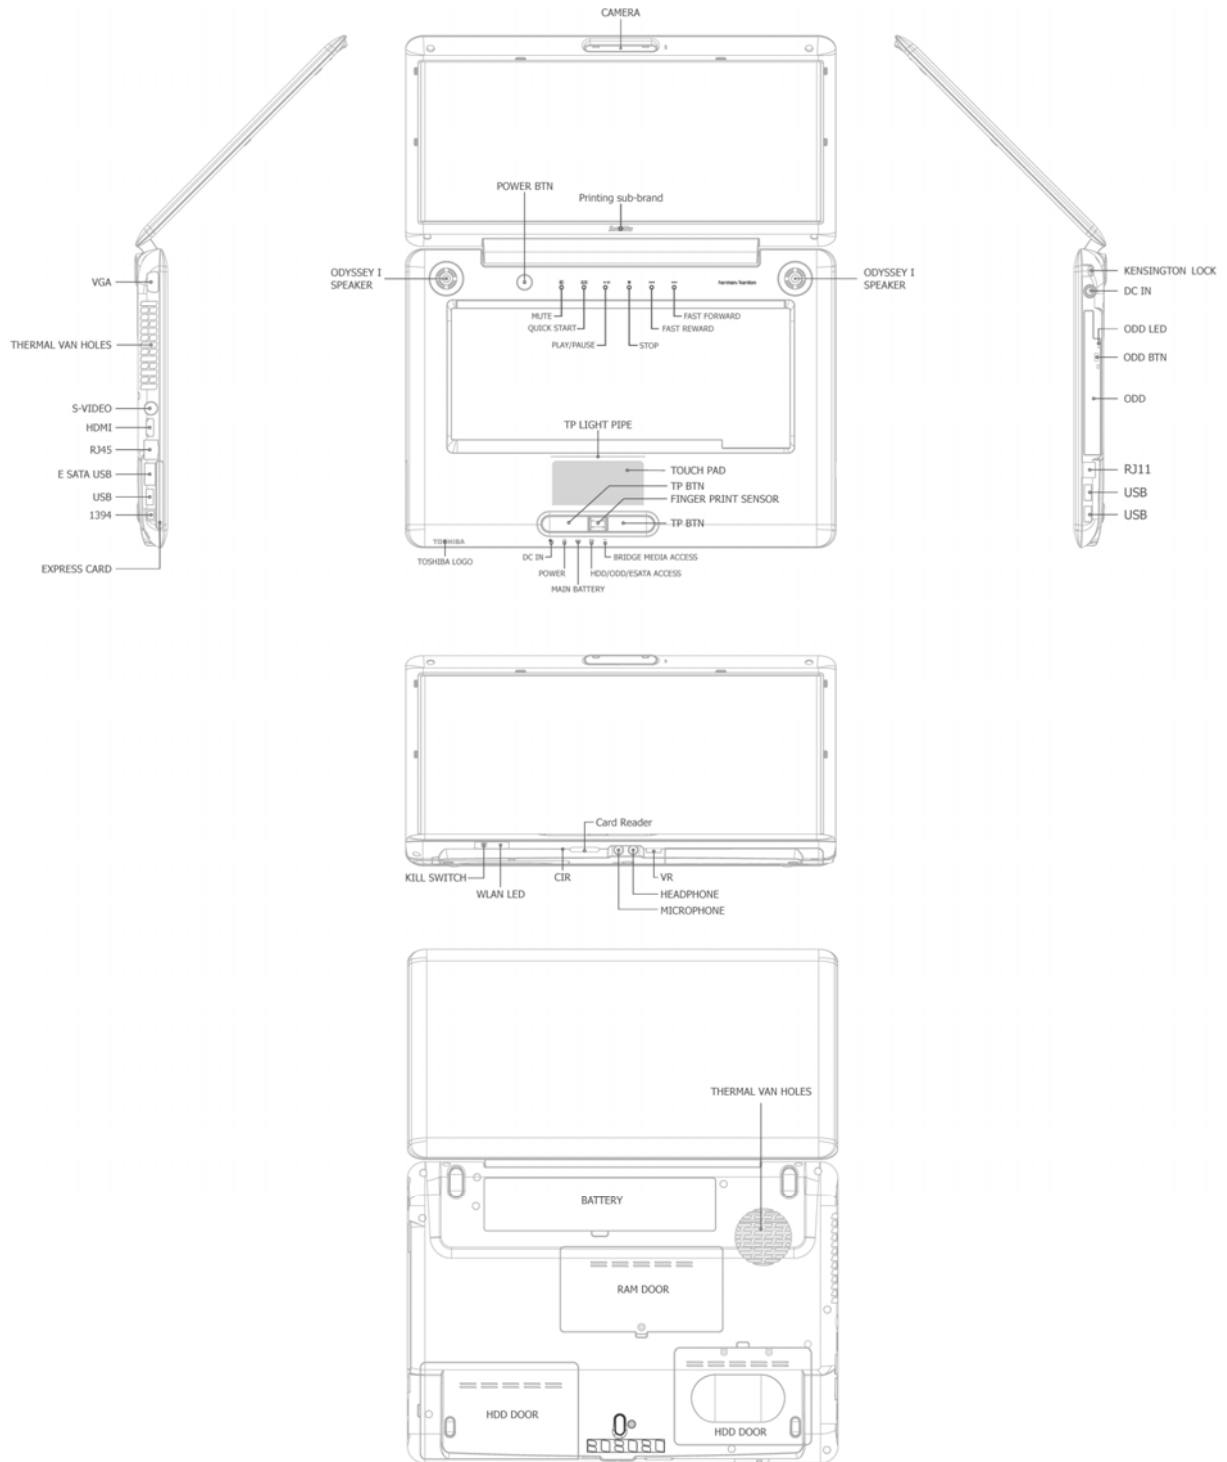 CAMERA
POWER BTN
Printing sub-brand
Satellite
ODYSSEY I
SPEAKER
ODYSSEY I
SPEAKER
harman/kardon
MUTE
QUICK START
PLAY/PAUSE
FAST FORWARD
FAST REWARD
STOP
VGA
THERMAL VAN HOLES
S-VIDEO
HDMI
RJ45
E SATA USB
USB
1394
EXPRESS CARD
KENSINGTON LOCK
DC IN
ODD LED
ODD BTN
ODD
RJ11
USB
USB
TP LIGHT PIPE
TOUCH PAD
TP BTN
FINGER PRINT SENSOR
TP BTN
TOSHIBA
TOSHIBA LOGO
DC IN
BRIDGE MEDIA ACCESS
POWER
HDD/ODD/ESATA ACCESS
MAIN BATTERY
Card Reader
KILL SWITCH
WLAN LED
CIR
VR
HEADPHONE
MICROPHONE
THERMAL VAN HOLES
BATTERY
RAM DOOR
HDD DOOR
HDD DOOR